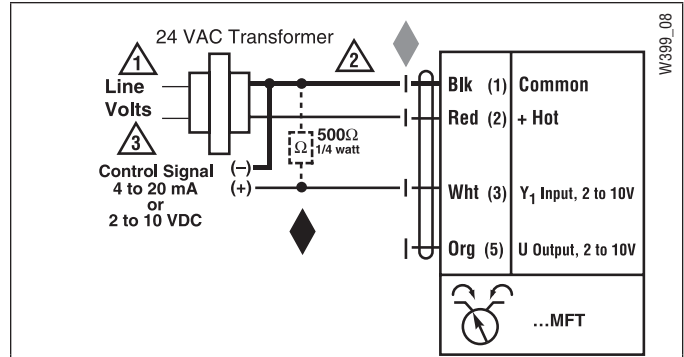 W399_08
24 VAC Transformer
1
2
Line
Volts
3
Control Signal
4 to 20 mA
or
2 to 10 VDC
(–)
(+)
Ω
500Ω
1/4 watt
Blk (1) Common
Red (2) + Hot
Wht (3) Y₁ Input, 2 to 10V
Org (5) U Output, 2 to 10V
...MFT